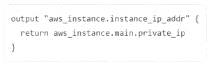 output "aws_instance.instance_ip_addr" {
  return aws_instance.main.private_ip
}